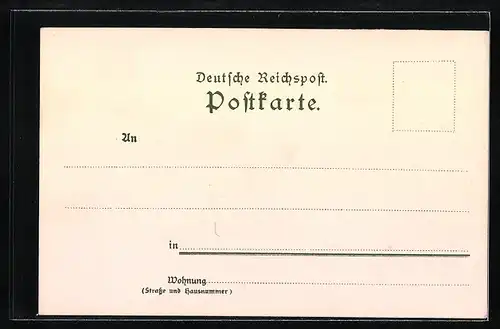 Deutsche Reichspost.
Postkarte.
An
in
Wohnung
(Straße und Hausnummer)